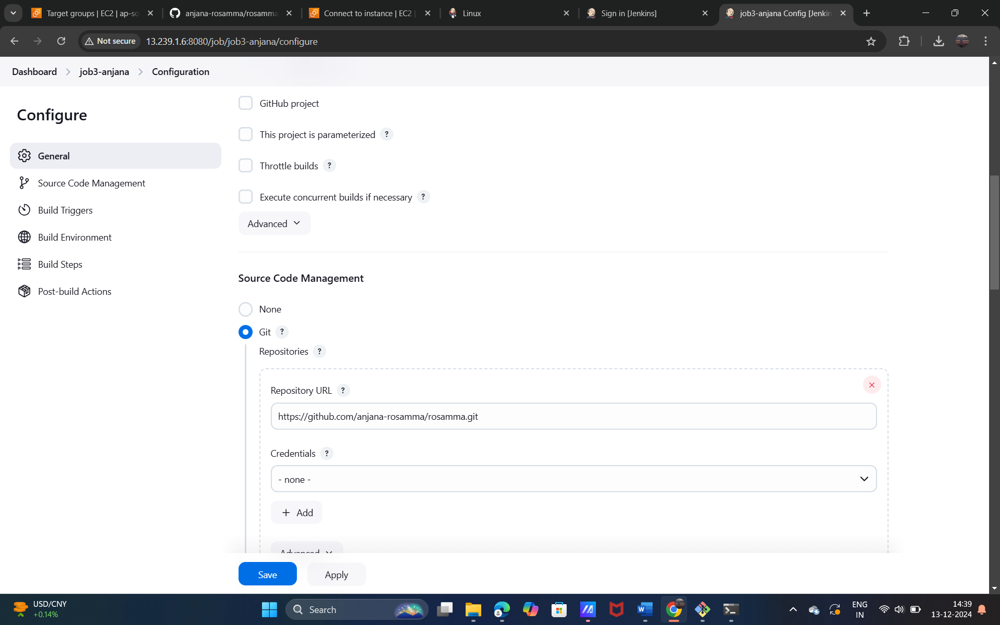 Target groups | EC2 | ap-so
anjana-rosamma/rosamma
Connect to instance | EC2 |
Linux
Sign in [Jenkins]
job3-anjana Config [Jenkin
Not secure
13.239.1.6:8080/job/job3-anjana/configure
Dashboard
job3-anjana
Configuration
Configure
General
Source Code Management
Build Triggers
Build Environment
Build Steps
Post-build Actions
GitHub project
This project is parameterized ?
Throttle builds ?
Execute concurrent builds if necessary ?
Advanced
Source Code Management
None
Git ?
Repositories ?
Repository URL ?
https://github.com/anjana-rosamma/rosamma.git
Credentials ?
- none -
+ Add
Advanced
Save
Apply
USD/CNY
+0.14%
Search
ENG
IN
14:39
13-12-2024